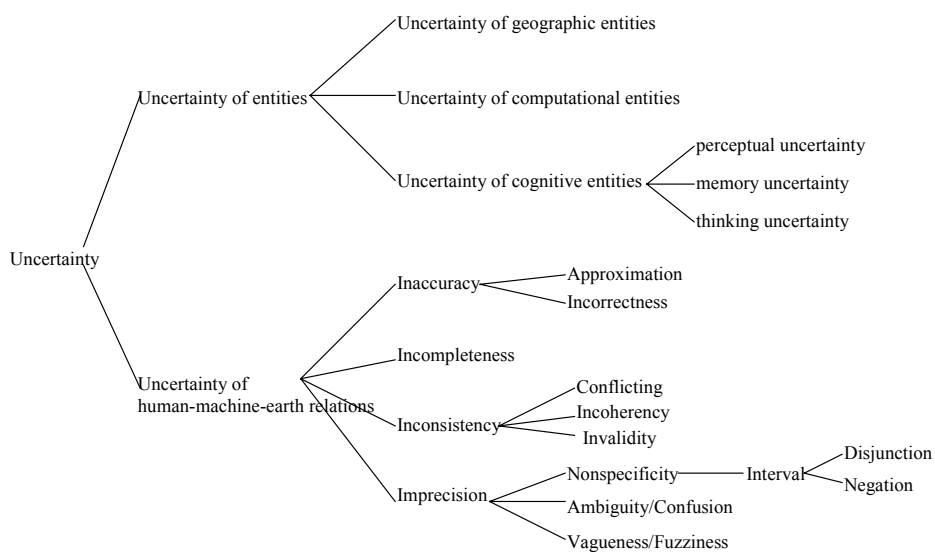 Uncertainty of geographic entities
Uncertainty of entities
Uncertainty of computational entities
perceptual uncertainty
Uncertainty of cognitive entities
memory uncertainty
thinking uncertainty
Uncertainty
Approximation
Inaccuracy
Incorrectness
Incompleteness
Uncertainty of
human-machine-earth relations
Conflicting
Incoherency
Inconsistency
Invalidity
Disjunction
Nonspecificity
Interval
Negation
Imprecision
Ambiguity/Confusion
Vagueness/Fuzziness